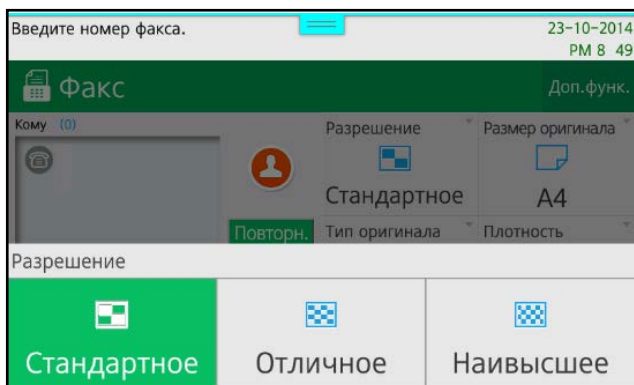 Введите номер факса.
23-10-2014
PM 8 49
Факс
Доп.функ.
Кому (0)
Разрешение
Размер оригинала
Стандартное
A4
Повторн.
Тип оригинала
Плотность
Разрешение
Стандартное
Отличное
Наивысшее